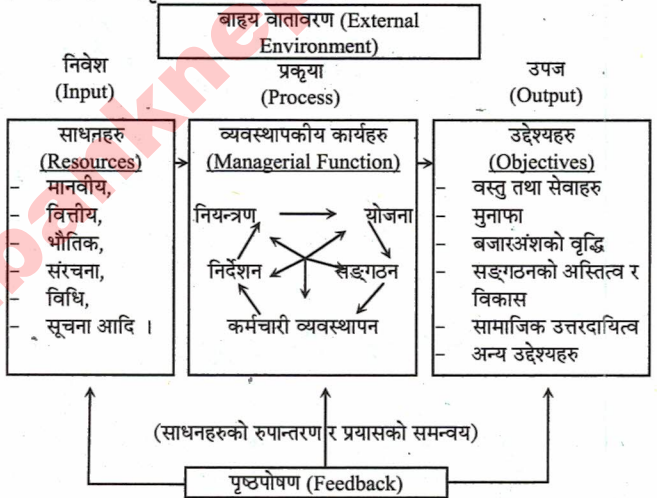 बाहृय वातावरण (External
Environment)
निवेश
(Input)
प्रकृया
(Process)
उपज
(Output)
साधनहरु
(Resources)
- मानवीय,
- वित्तीय,
- भौतिक,
- संरचना,
- विधि,
- सूचना आदि ।
व्यवस्थापकीय कार्यहरु
(Managerial Function)
नियन्त्रण
योजना
निर्देशन
सङ्गठन
कर्मचारी व्यवस्थापन
उद्देश्यहरु
(Objectives)
- वस्तु तथा सेवाहरु
- मुनाफा
- बजारअंशको वृद्धि
- सङ्गठनको अस्तित्व र
विकास
- सामाजिक उत्तरदायित्व
- अन्य उद्देश्यहरु
(साधनहरुको रुपान्तरण र प्रयासको समन्वय)
पृष्ठपोषण (Feedback)